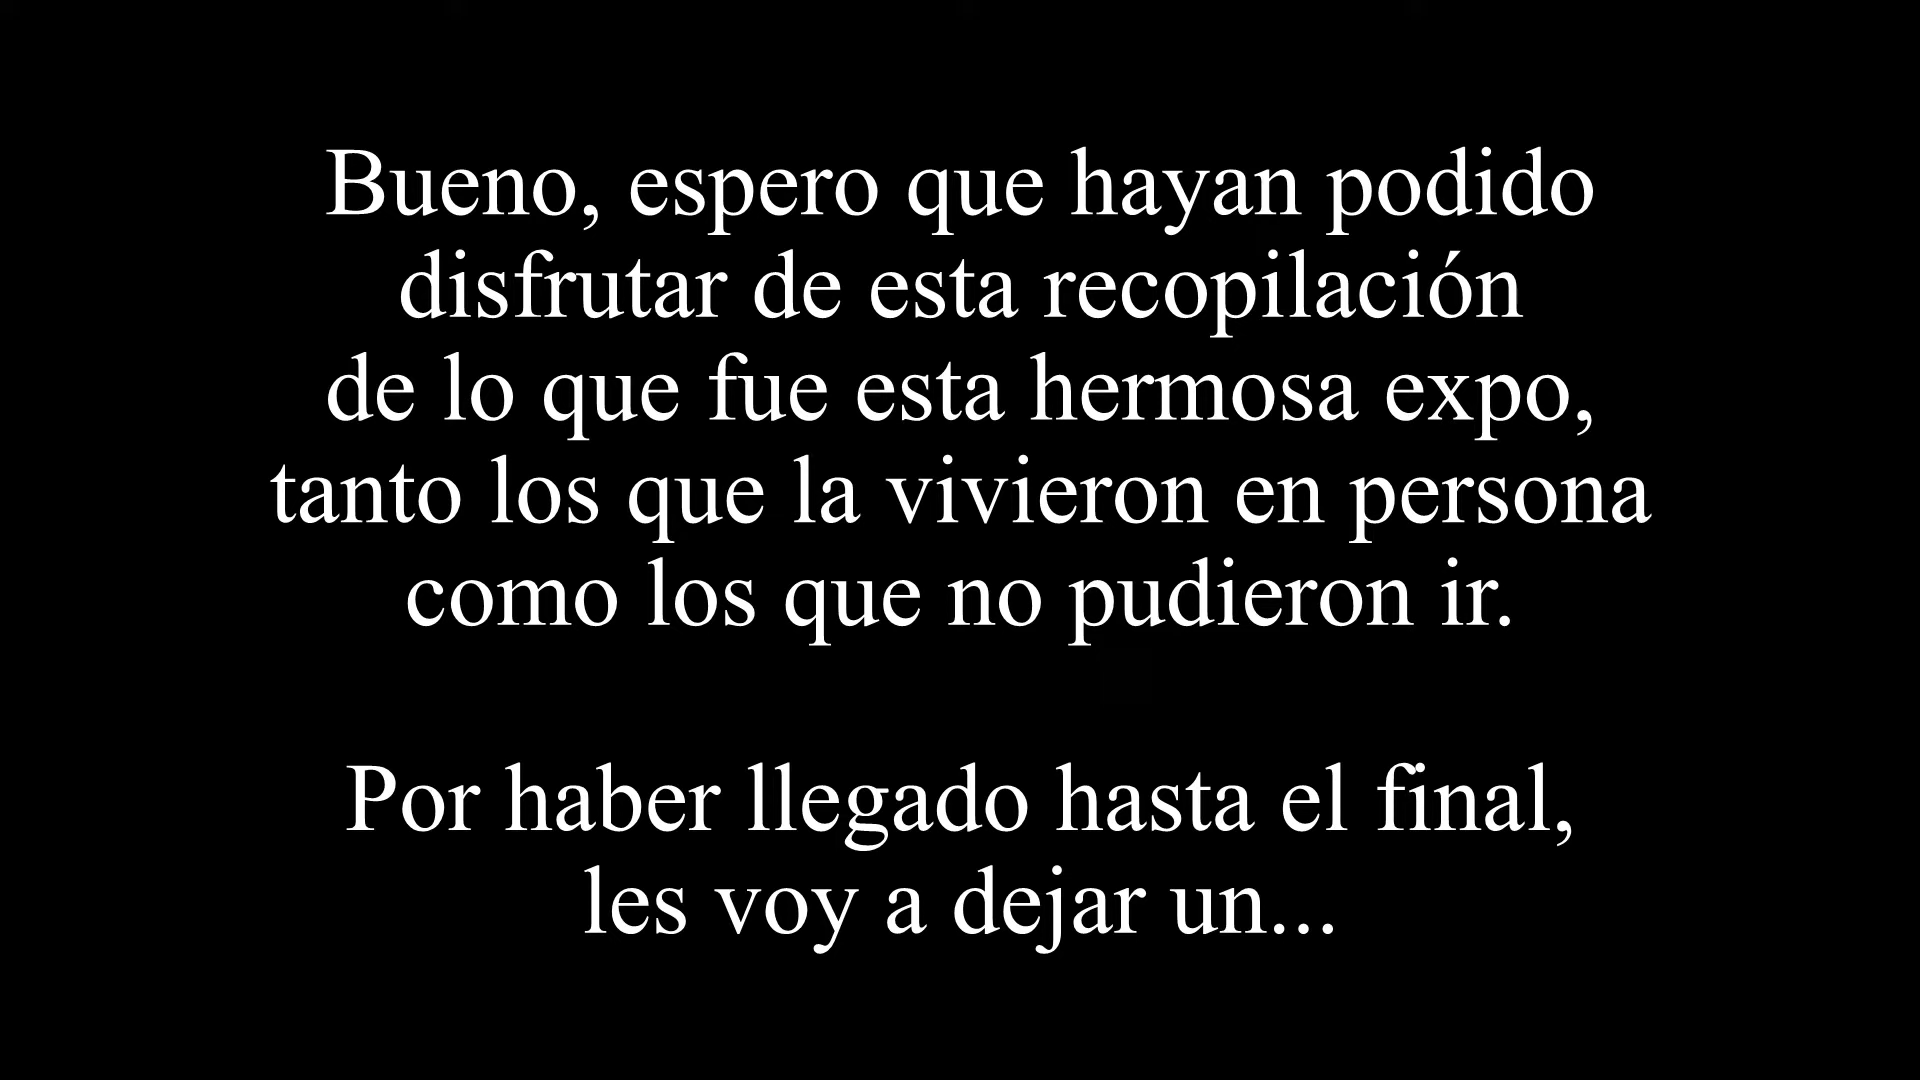 Bueno, espero que hayan podido
disfrutar de esta recopilación
de lo que fue esta hermosa expo,
tanto los que la vivieron en persona
como los que no pudieron ir.
Por haber llegado hasta el final,
les voy a dejar un...